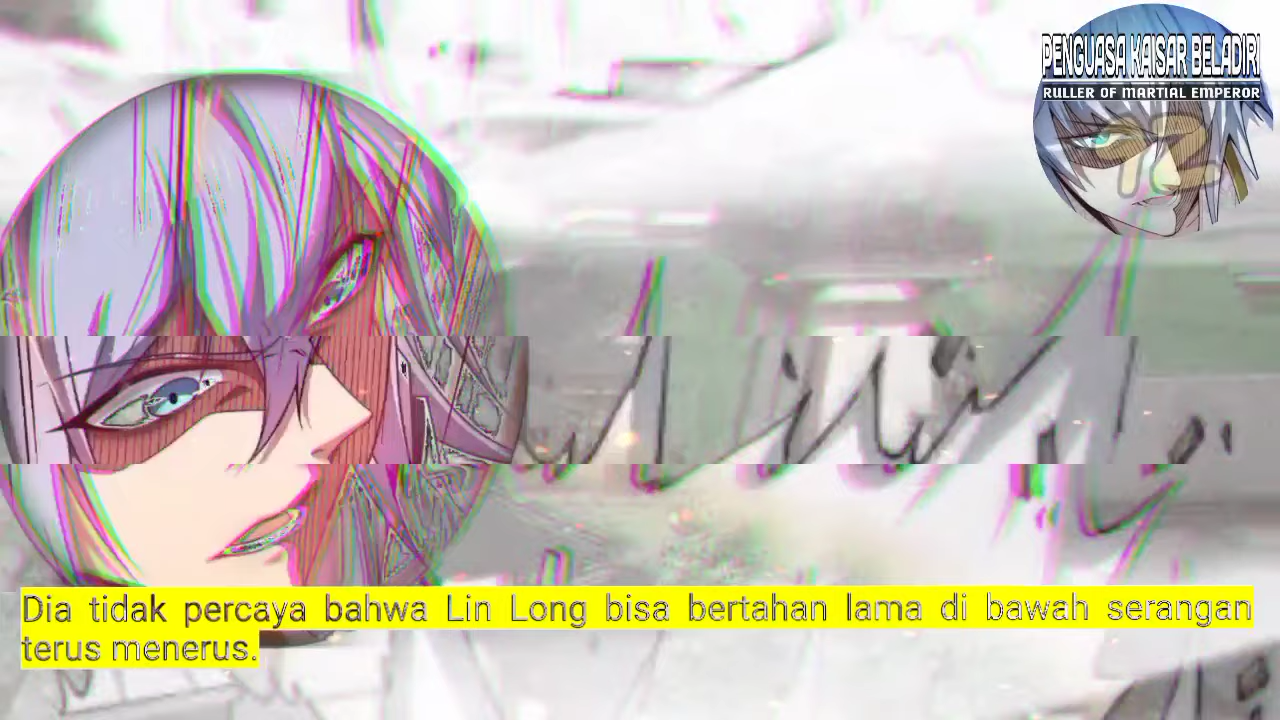 PENGUASA KAISAR BELADIRI
RULLER OF MARTIAL EMPEROR
Dia tidak percaya bahwa Lin Long bisa bertahan lama di bawah serangan
terus menerus.